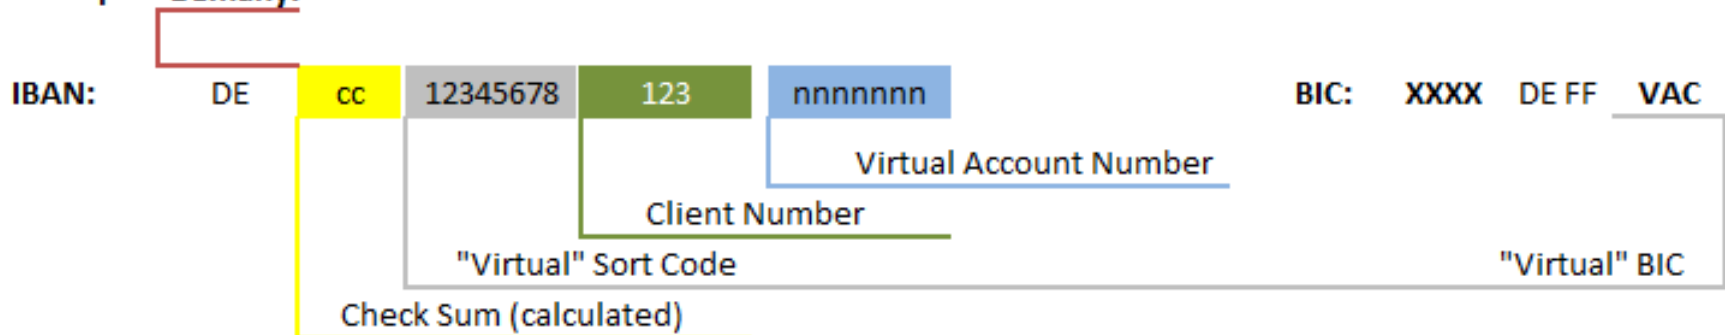 IBAN: DE cc 12345678 123 nnnnnnn BIC: XXXX DE FF VAC
Virtual Account Number
Client Number
"Virtual" Sort Code "Virtual" BIC
Check Sum (calculated)